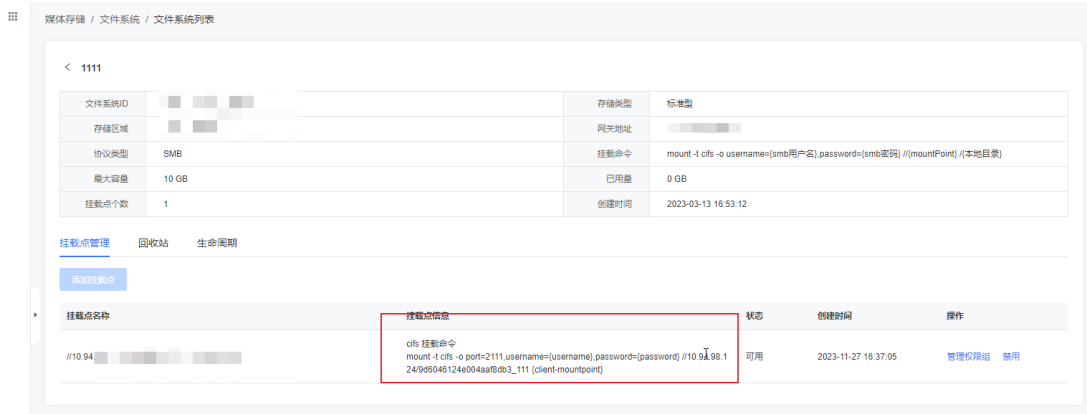 媒体存储 / 文件系统 / 文件系统列表
< 1111
文件系统ID
存储类型 标准型
存储区域
网关地址
协议类型 SMB
挂载命令 mount -t cifs -o username={smb用户名},password={smb密码} //{mountPoint} /{本地目录}
最大容量 10 GB
已用量 0 GB
挂载点个数 1
创建时间 2023-03-13 16:53:12
挂载点管理 回收站 生命周期
添加挂载点
挂载点名称 挂载点信息 状态 创建时间 操作
cifs 挂载命令
//10.94. mount -t cifs -o port=2111,username={username},password={password} //10.94.98.1 可用 2023-11-27 16:37:05 管理权限组 禁用
24/9d6046124e004aaf8db3_111 {client-mountpoint}